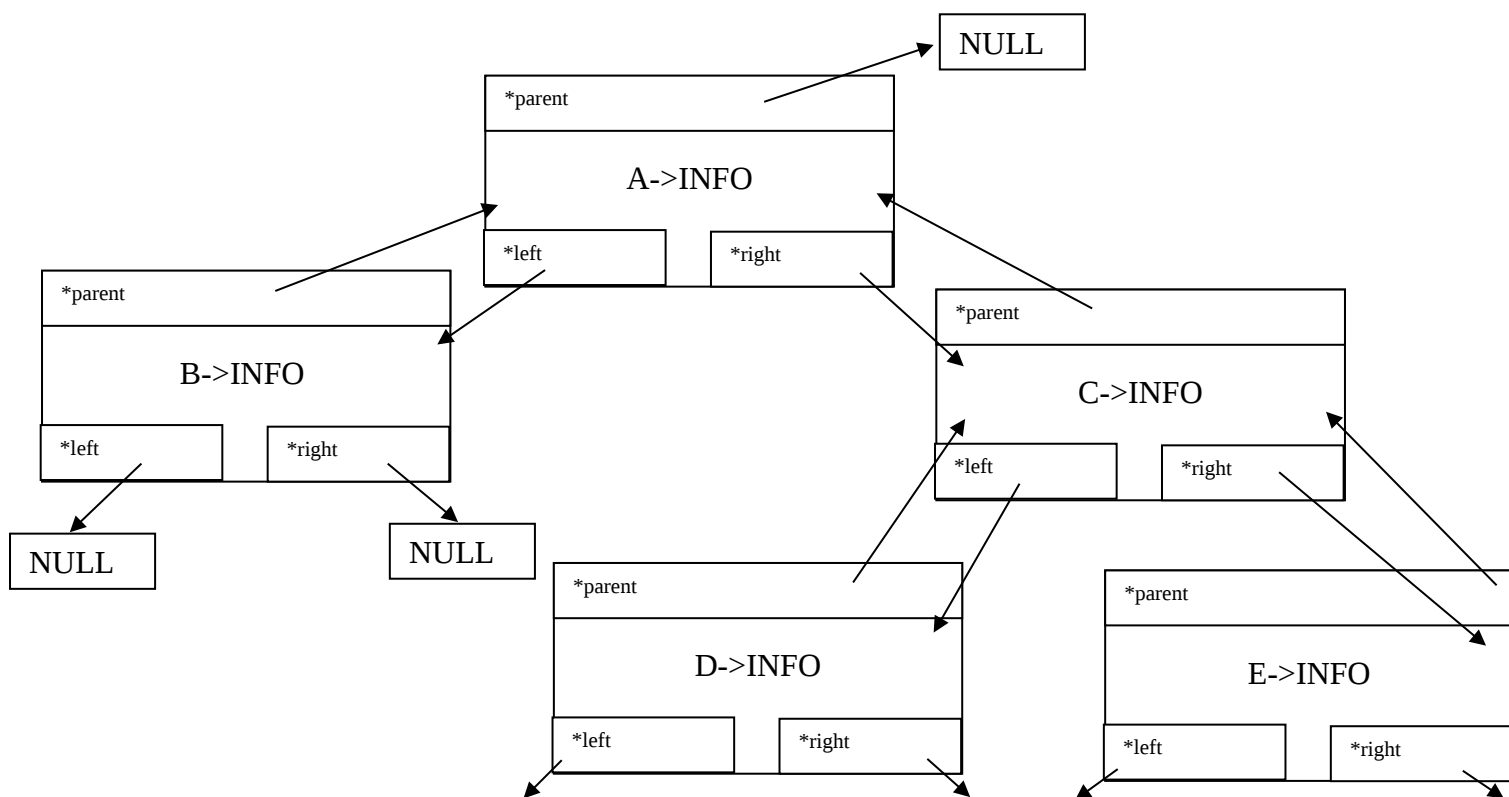 NULL
*parent
A->INFO
*left
*right
*parent
B->INFO
*left
*right
NULL
NULL
*parent
C->INFO
*left
*right
*parent
D->INFO
*left
*right
*parent
E->INFO
*left
*right